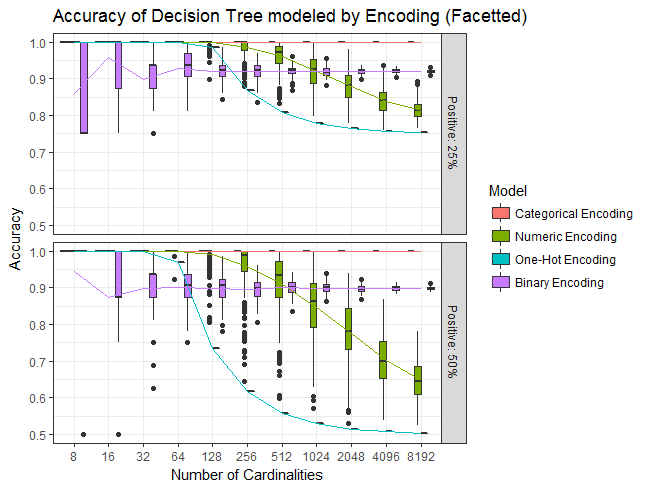 Accuracy of Decision Tree modeled by Encoding (Facetted)
1.0
0.9
0.8
0.7
0.6
0.5
Positive: 25%
1.0
0.9
0.8
0.7
0.6
0.5
Positive: 50%
Accuracy
8 16 32 64 128 256 512 1024 2048 4096 8192
Number of Cardinalities
Model
Categorical Encoding
Numeric Encoding
One-Hot Encoding
Binary Encoding